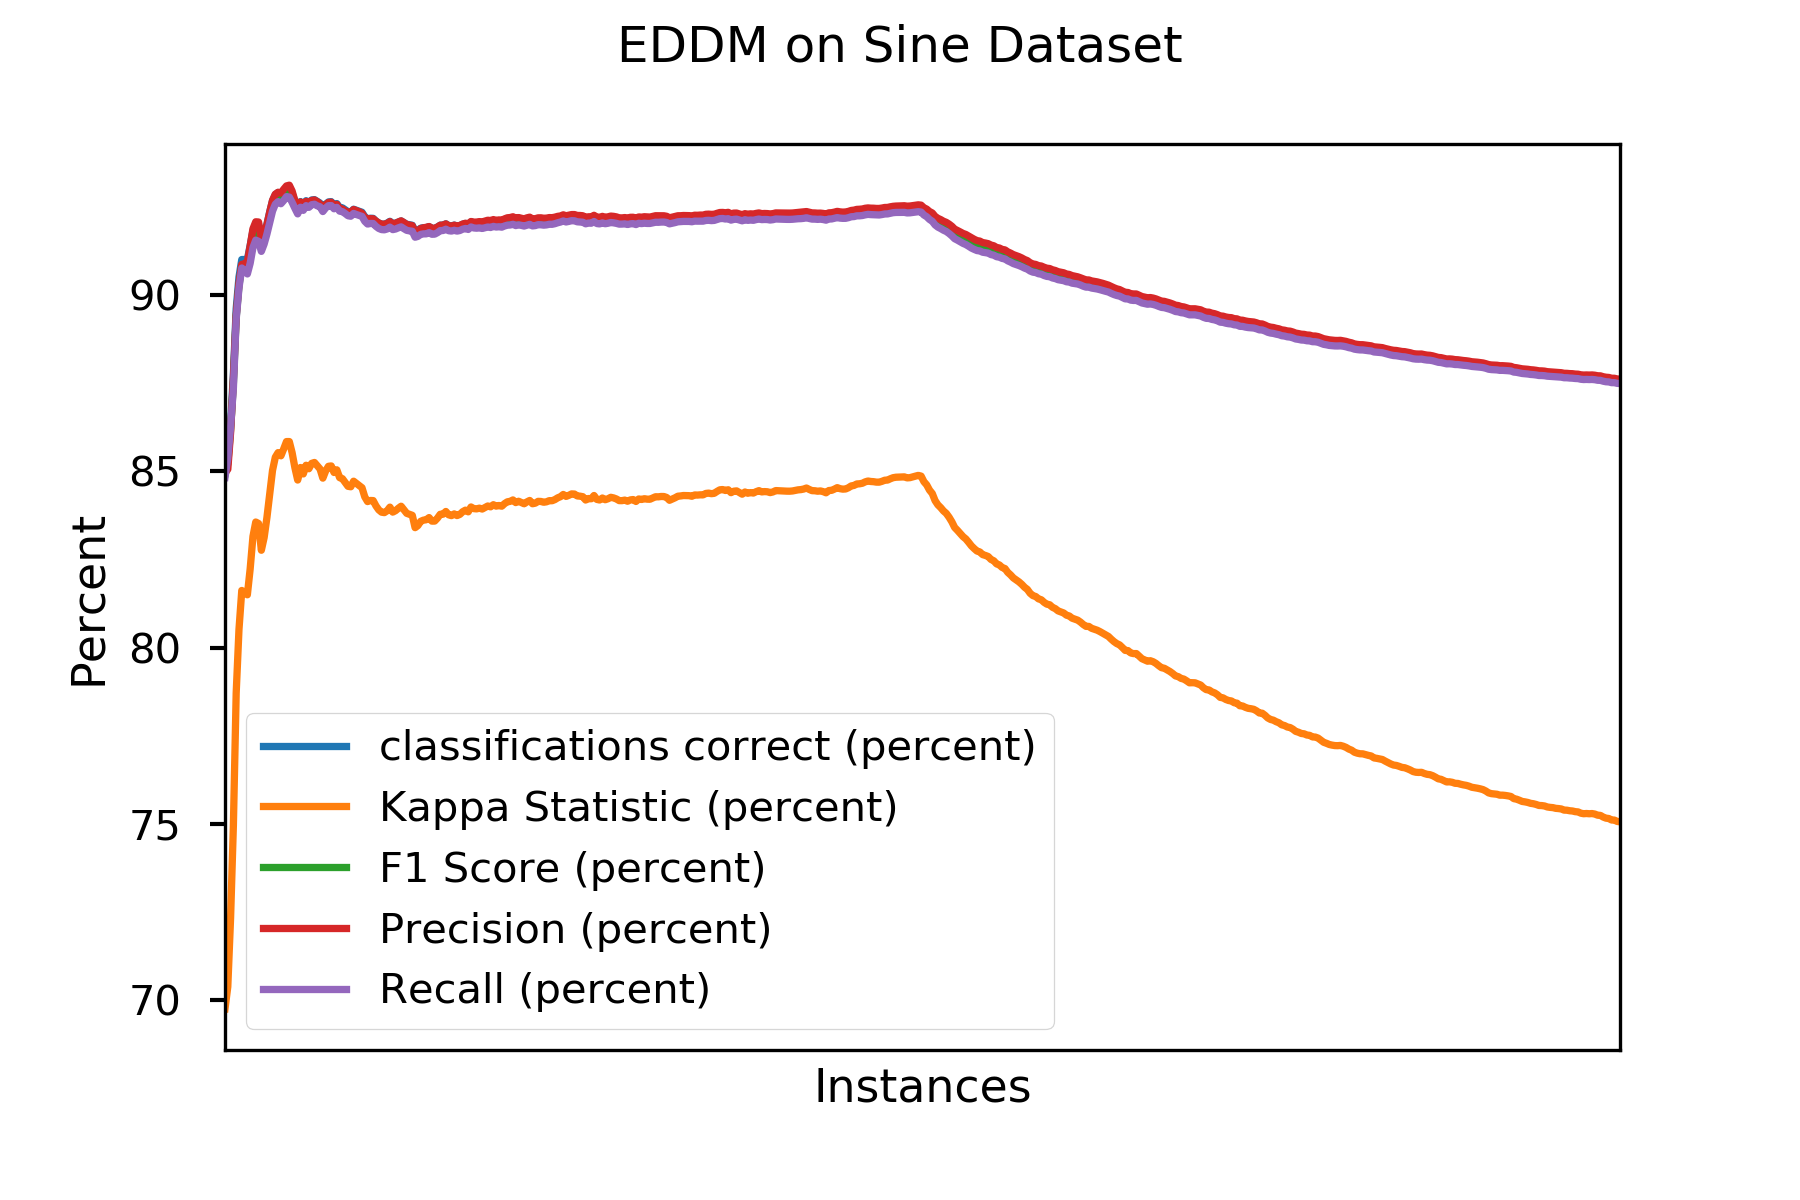 EDDM on Sine Dataset
Percent
90
85
80
75
70
classifications correct (percent)
Kappa Statistic (percent)
F1 Score (percent)
Precision (percent)
Recall (percent)
Instances